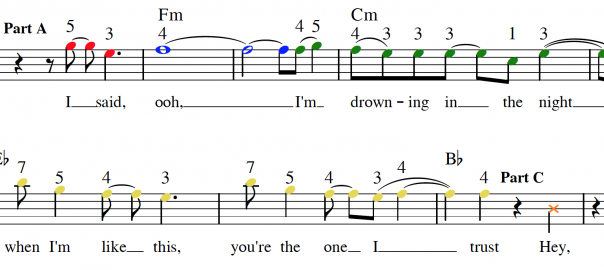 Part A 5 3 Fm 4 3 3 4 5 Cm 4 3 3 3 1 3
I said, ooh, I'm drown - ing in the night
E♭ 7 5 4 3 7 5 4 3 4 B♭ 4 Part C
when I'm like this, you're the one I trust Hey,